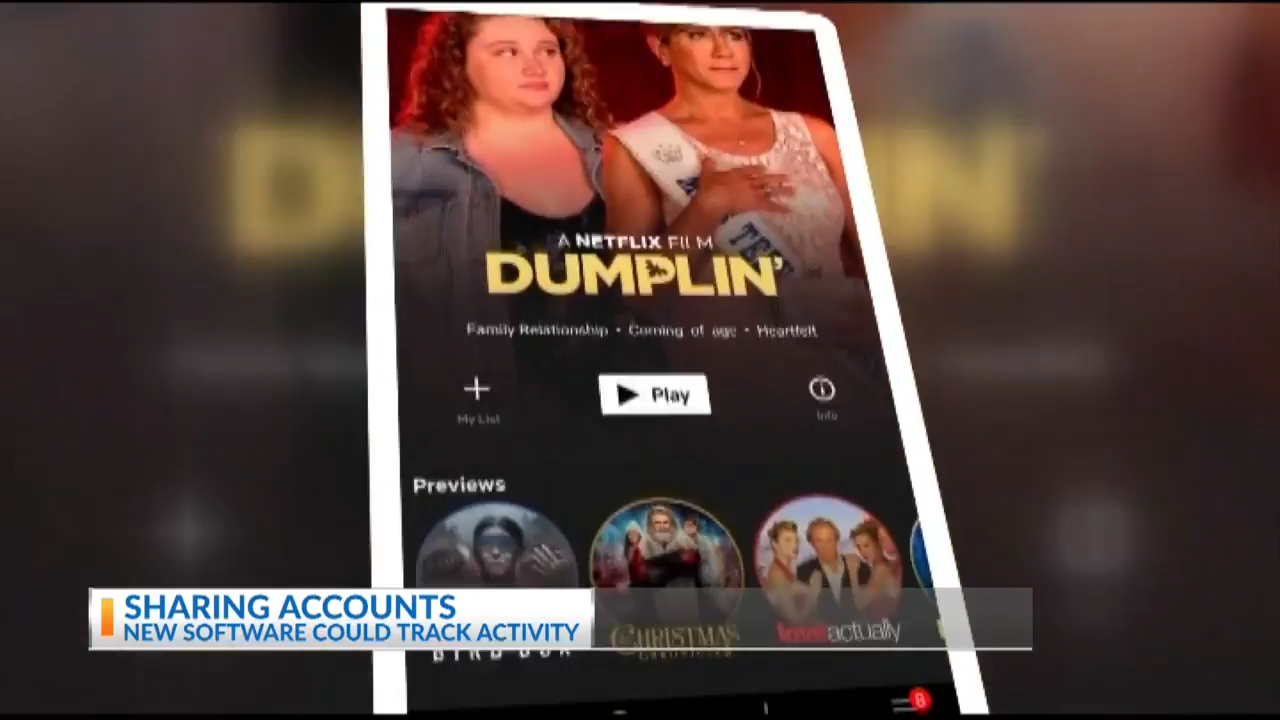 A NETFLIX FILM
DUMPLIN'
Family Relationship • Coming of age • Heartfelt
My List
Play
Info
Previews
CHRISTMAS
love actually
SHARING ACCOUNTS
NEW SOFTWARE COULD TRACK ACTIVITY
8